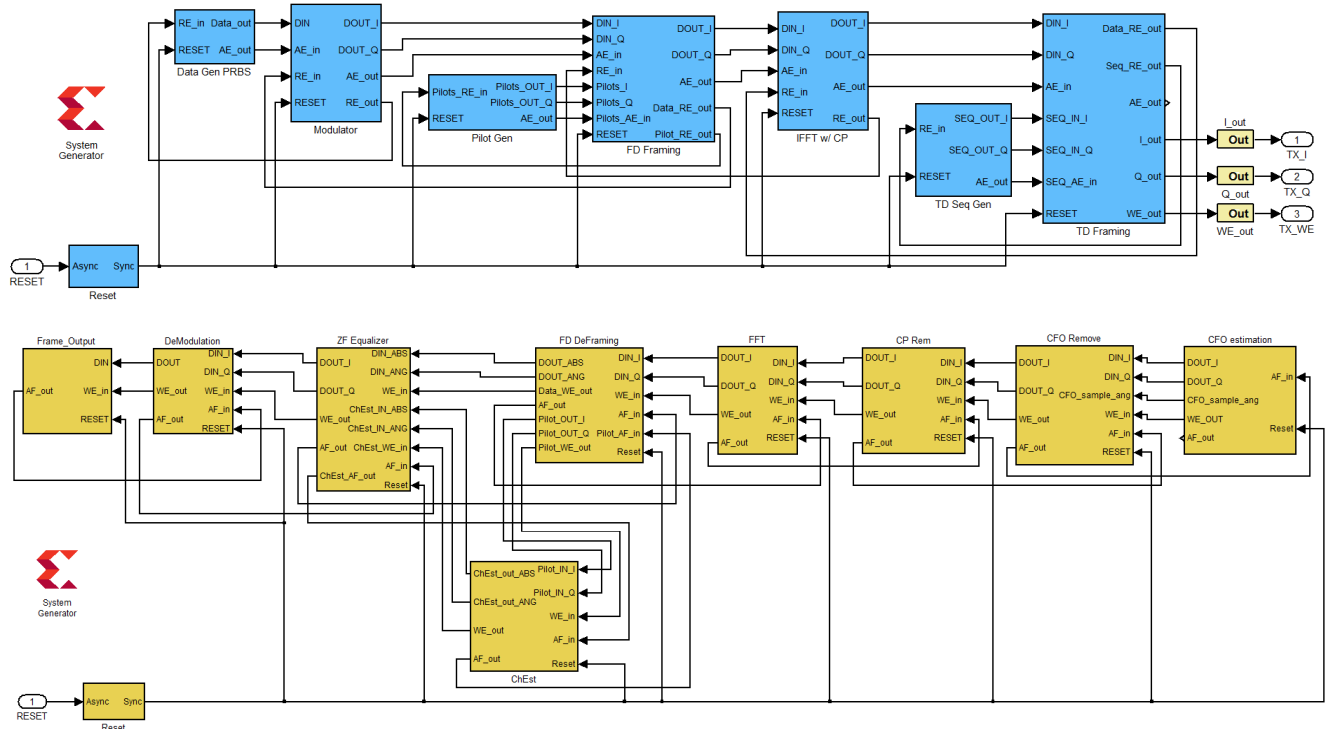 RE_in Data_out
RESET AE_out
Data Gen PRBS
DIN DOUT_I
DOUT_Q
AE_in
RE_in AE_out
RESET RE_out
Modulator
Pilots_RE_in Pilots_OUT_I
Pilots_OUT_Q
RESET AE_out
Pilot Gen
DIN_I DOUT_I
DIN_Q
AE_in DOUT_Q
RE_in
Pilots_I AE_out
Pilots_Q
Pilots_AE_in Data_RE_out
RESET Pilot_RE_out
FD Framing
DIN_I DOUT_I
DIN_Q DOUT_Q
AE_in
RE_in AE_out
RESET RE_out
IFFT w/ CP
RE_in SEQ_OUT_I
SEQ_OUT_Q
RESET AE_out
TD Seq Gen
DIN_I Data_RE_out
DIN_Q Seq_RE_out
AE_in AE_out
SEQ_IN_I I_out
SEQ_IN_Q Q_out
SEQ_AE_in
RESET WE_out
TD Framing
I_out
Out
1
TX_I
Out
2
Q_out
TX_Q
Out
3
WE_out
TX_WE
System
Generator
1
RESET
Async Sync
Reset
Frame_Output
DIN
AF_out WE_in
RESET
DeModulation
DIN_I
DOUT DIN_Q
WE_out WE_in
AF_in
AF_out RESET
ZF Equalizer
DIN_ABS
DOUT_I DIN_ANG
DOUT_Q WE_in
ChEst_IN_ABS
WE_out ChEst_IN_ANG
AF_out ChEst_WE_in
AF_in
ChEst_AF_out Reset
FD DeFraming
DOUT_ABS DIN_I
DOUT_ANG DIN_Q
Data_WE_out WE_in
AF_out AF_in
Pilot_OUT_I
Pilot_OUT_Q Pilot_AF_in
Pilot_WE_out Reset
FFT
DOUT_I DIN_I
DOUT_Q DIN_Q
WE_out WE_in
AF_in
AF_out RESET
CP Rem
DOUT_I DIN_I
DOUT_Q DIN_Q
WE_in
WE_out AF_in
AF_out RESET
CFO Remove
DIN_I
DOUT_I DIN_Q
DOUT_Q CFO_sample_ang
WE_out WE_in
AF_in
AF_out RESET
CFO estimation
DOUT_I AF_in
DOUT_Q
CFO_sample_ang
WE_OUT Reset
AF_out
ChEst_out_ABS Pilot_IN_I
ChEst_out_ANG Pilot_IN_Q
WE_in
WE_out AF_in
AF_out Reset
ChEst
System
Generator
1
RESET
Async Sync
Reset